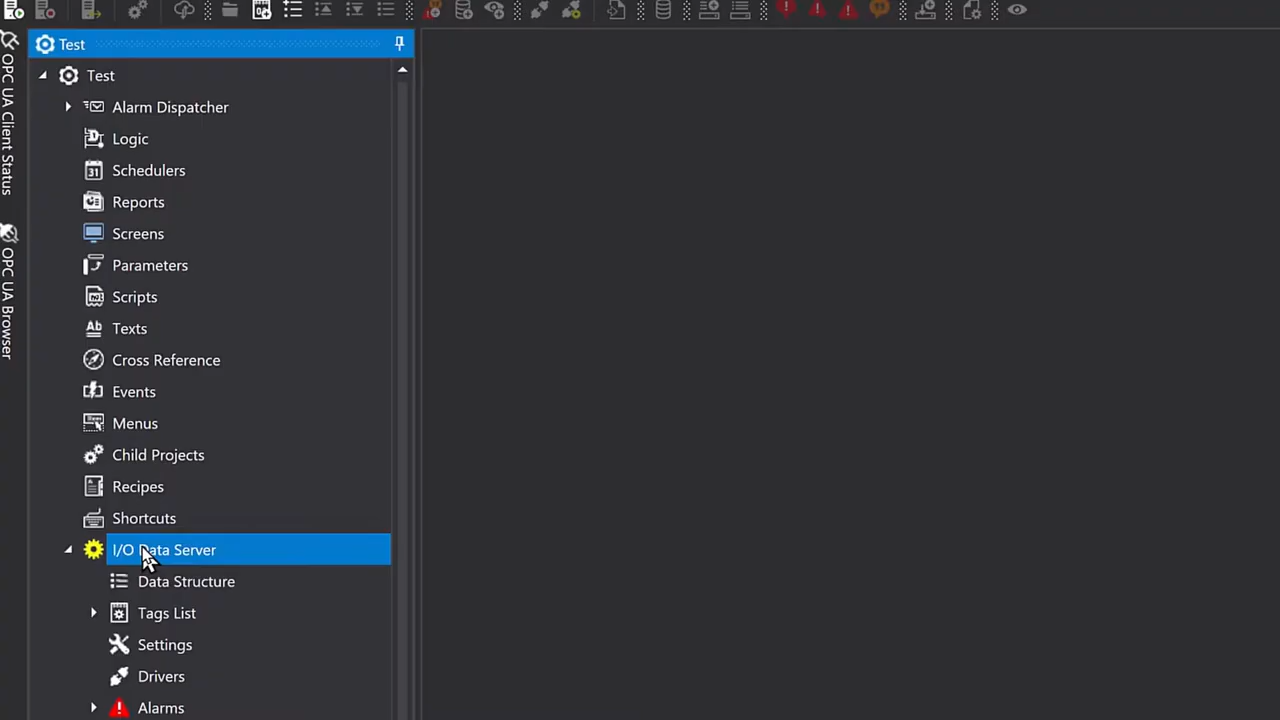 Test
Test
Alarm Dispatcher
Logic
Schedulers
Reports
Screens
Parameters
Scripts
Texts
Cross Reference
Events
Menus
Child Projects
Recipes
Shortcuts
I/O Data Server
Data Structure
Tags List
Settings
Drivers
Alarms
OPC UA Client Status
OPC UA Browser